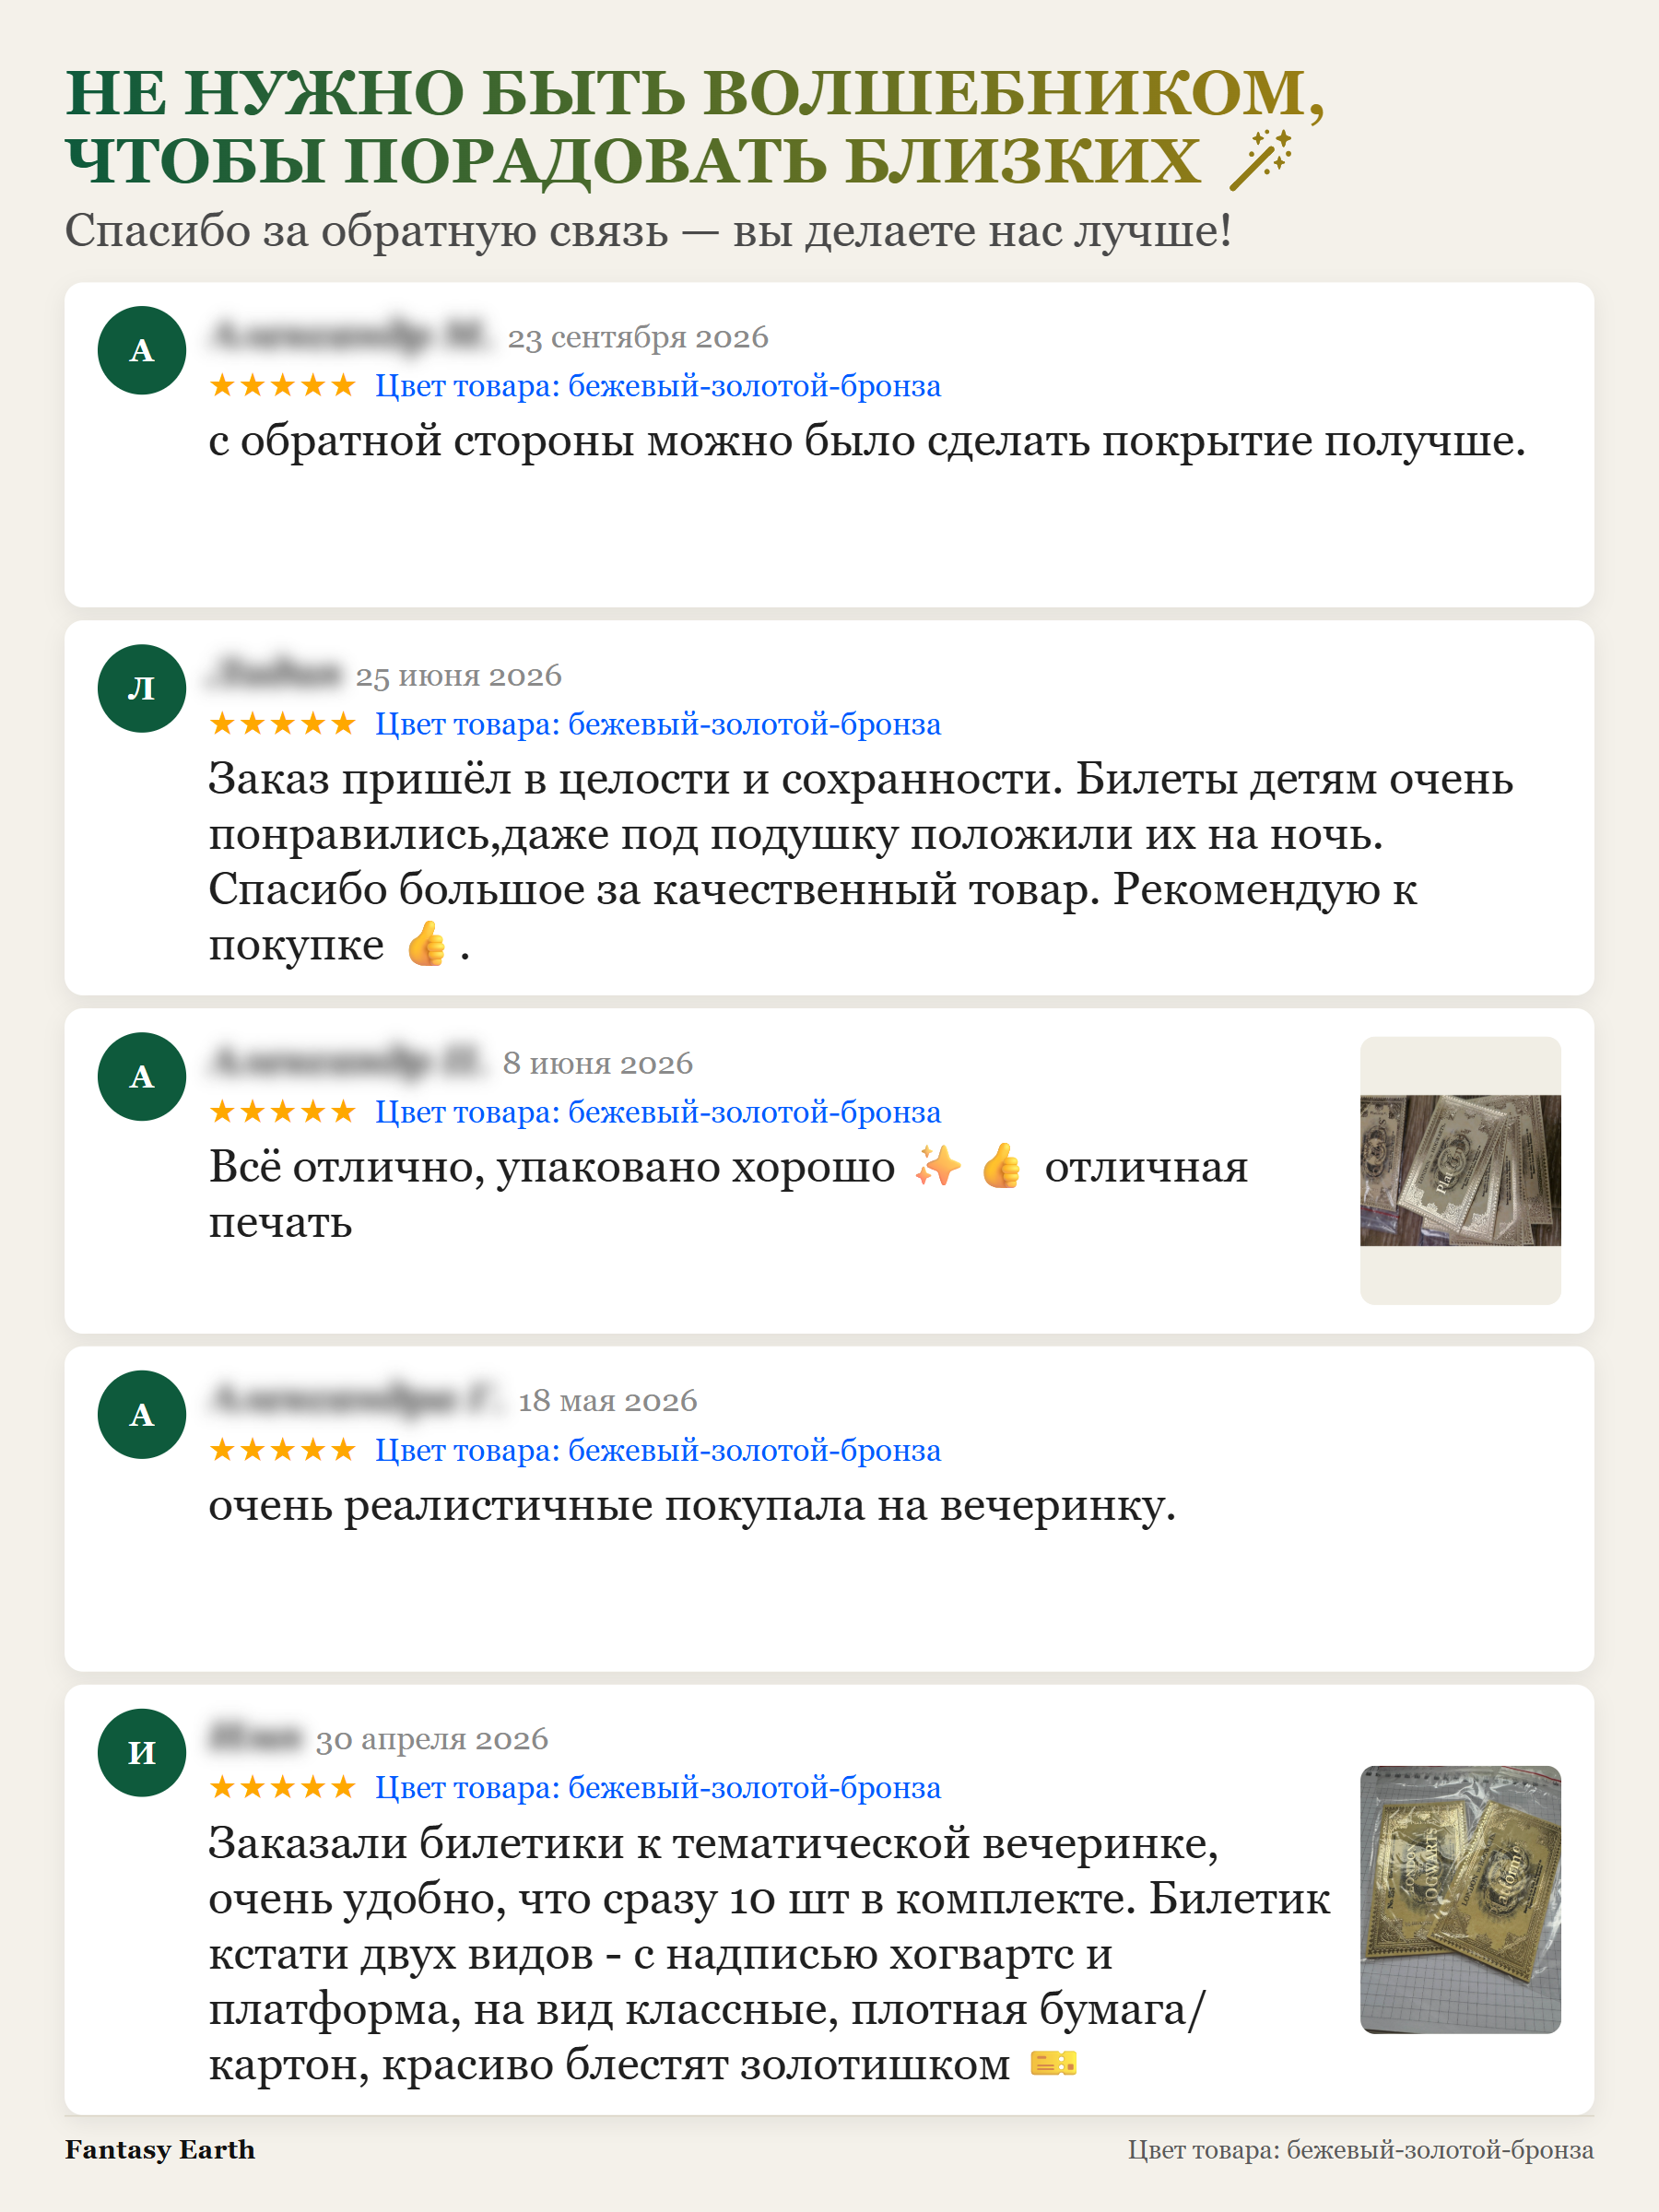 НЕ НУЖНО БЫТЬ ВОЛШЕБНИКОМ,
ЧТОБЫ ПОРАДОВАТЬ БЛИЗКИХ
Спасибо за обратную связь — вы делаете нас лучше!
А
23 сентября 2026
★★★★★ Цвет товара: бежевый-золотой-бронза
с обратной стороны можно было сделать покрытие получше.
Л
25 июня 2026
★★★★★ Цвет товара: бежевый-золотой-бронза
Заказ пришёл в целости и сохранности. Билеты детям очень
понравились,даже под подушку положили их на ночь.
Спасибо большое за качественный товар. Рекомендую к
покупке 👍 .
А
8 июня 2026
★★★★★ Цвет товара: бежевый-золотой-бронза
Всё отлично, упаковано хорошо ✨ 👍 отличная
печать
А
18 мая 2026
★★★★★ Цвет товара: бежевый-золотой-бронза
очень реалистичные покупала на вечеринку.
И
30 апреля 2026
★★★★★ Цвет товара: бежевый-золотой-бронза
Заказали билетики к тематической вечеринке,
очень удобно, что сразу 10 шт в комплекте. Билетик
кстати двух видов - с надписью хогвартс и
платформа, на вид классные, плотная бумага/
картон, красиво блестят золотишком 🎫
Fantasy Earth
Цвет товара: бежевый-золотой-бронза